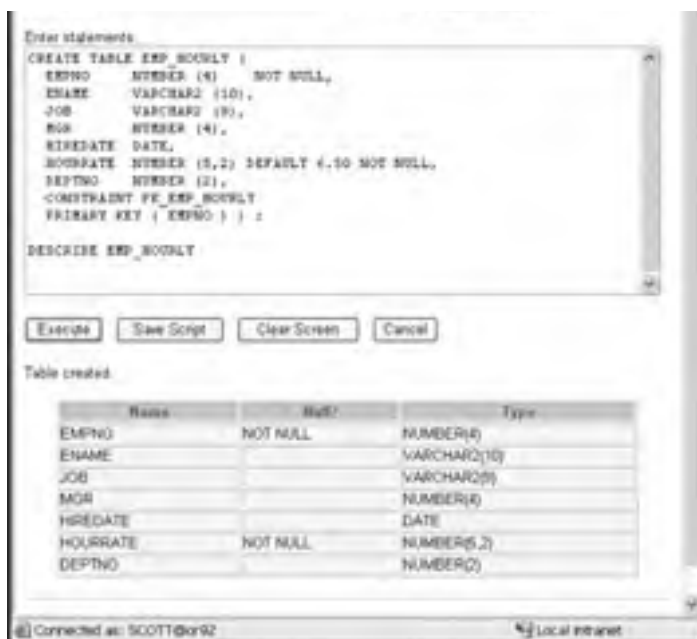 Enter statements:
CREATE TABLE EMP_HOURLY (
EMPNO NUMBER (4) NOT NULL,
ENAME VARCHAR2 (10),
JOB VARCHAR2 (9),
MGR NUMBER (4),
HIREDATE DATE,
HOURRATE NUMBER (5,2) DEFAULT 6.50 NOT NULL,
DEPTNO NUMBER (2),
CONSTRAINT PK_EMP_HOURLY
PRIMARY KEY ( EMPNO ) ) ;
DESCRIBE EMP_HOURLY
Execute Save Script Clear Screen Cancel
Table created.
Name Null? Type
EMPNO NOT NULL NUMBER(4)
ENAME VARCHAR2(10)
JOB VARCHAR2(9)
MGR NUMBER(4)
HIREDATE DATE
HOURRATE NOT NULL NUMBER(5,2)
DEPTNO NUMBER(2)
Connected as: SCOTT@or92 Local intranet